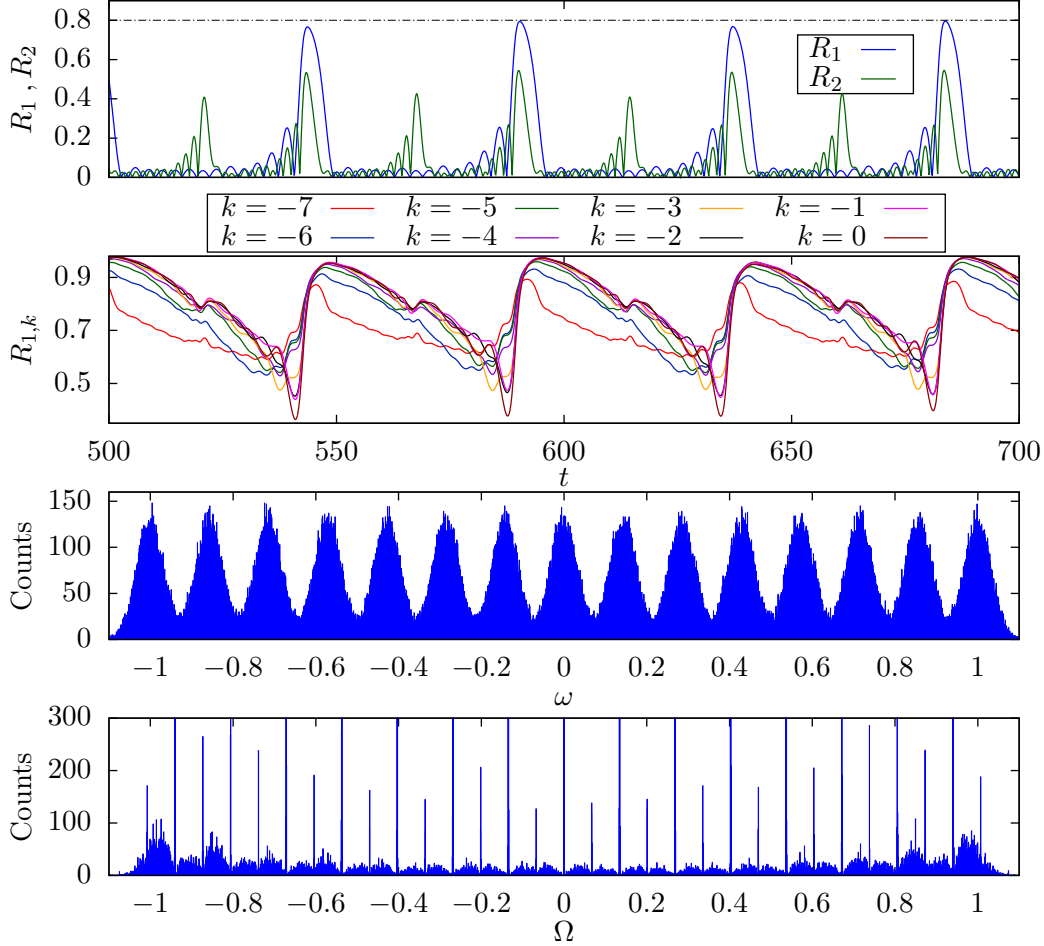 R₁ , R₂
0.8
0.6
0.4
0.2
0
R₁
R₂
k = −7 k = −5 k = −3 k = −1
k = −6 k = −4 k = −2 k = 0
R₁,ₖ
0.9
0.7
0.5
500 550 600 650 700
t
Counts
150
100
50
0
−1 −0.8 −0.6 −0.4 −0.2 0 0.2 0.4 0.6 0.8 1
ω
Counts
300
200
100
0
−1 −0.8 −0.6 −0.4 −0.2 0 0.2 0.4 0.6 0.8 1
Ω